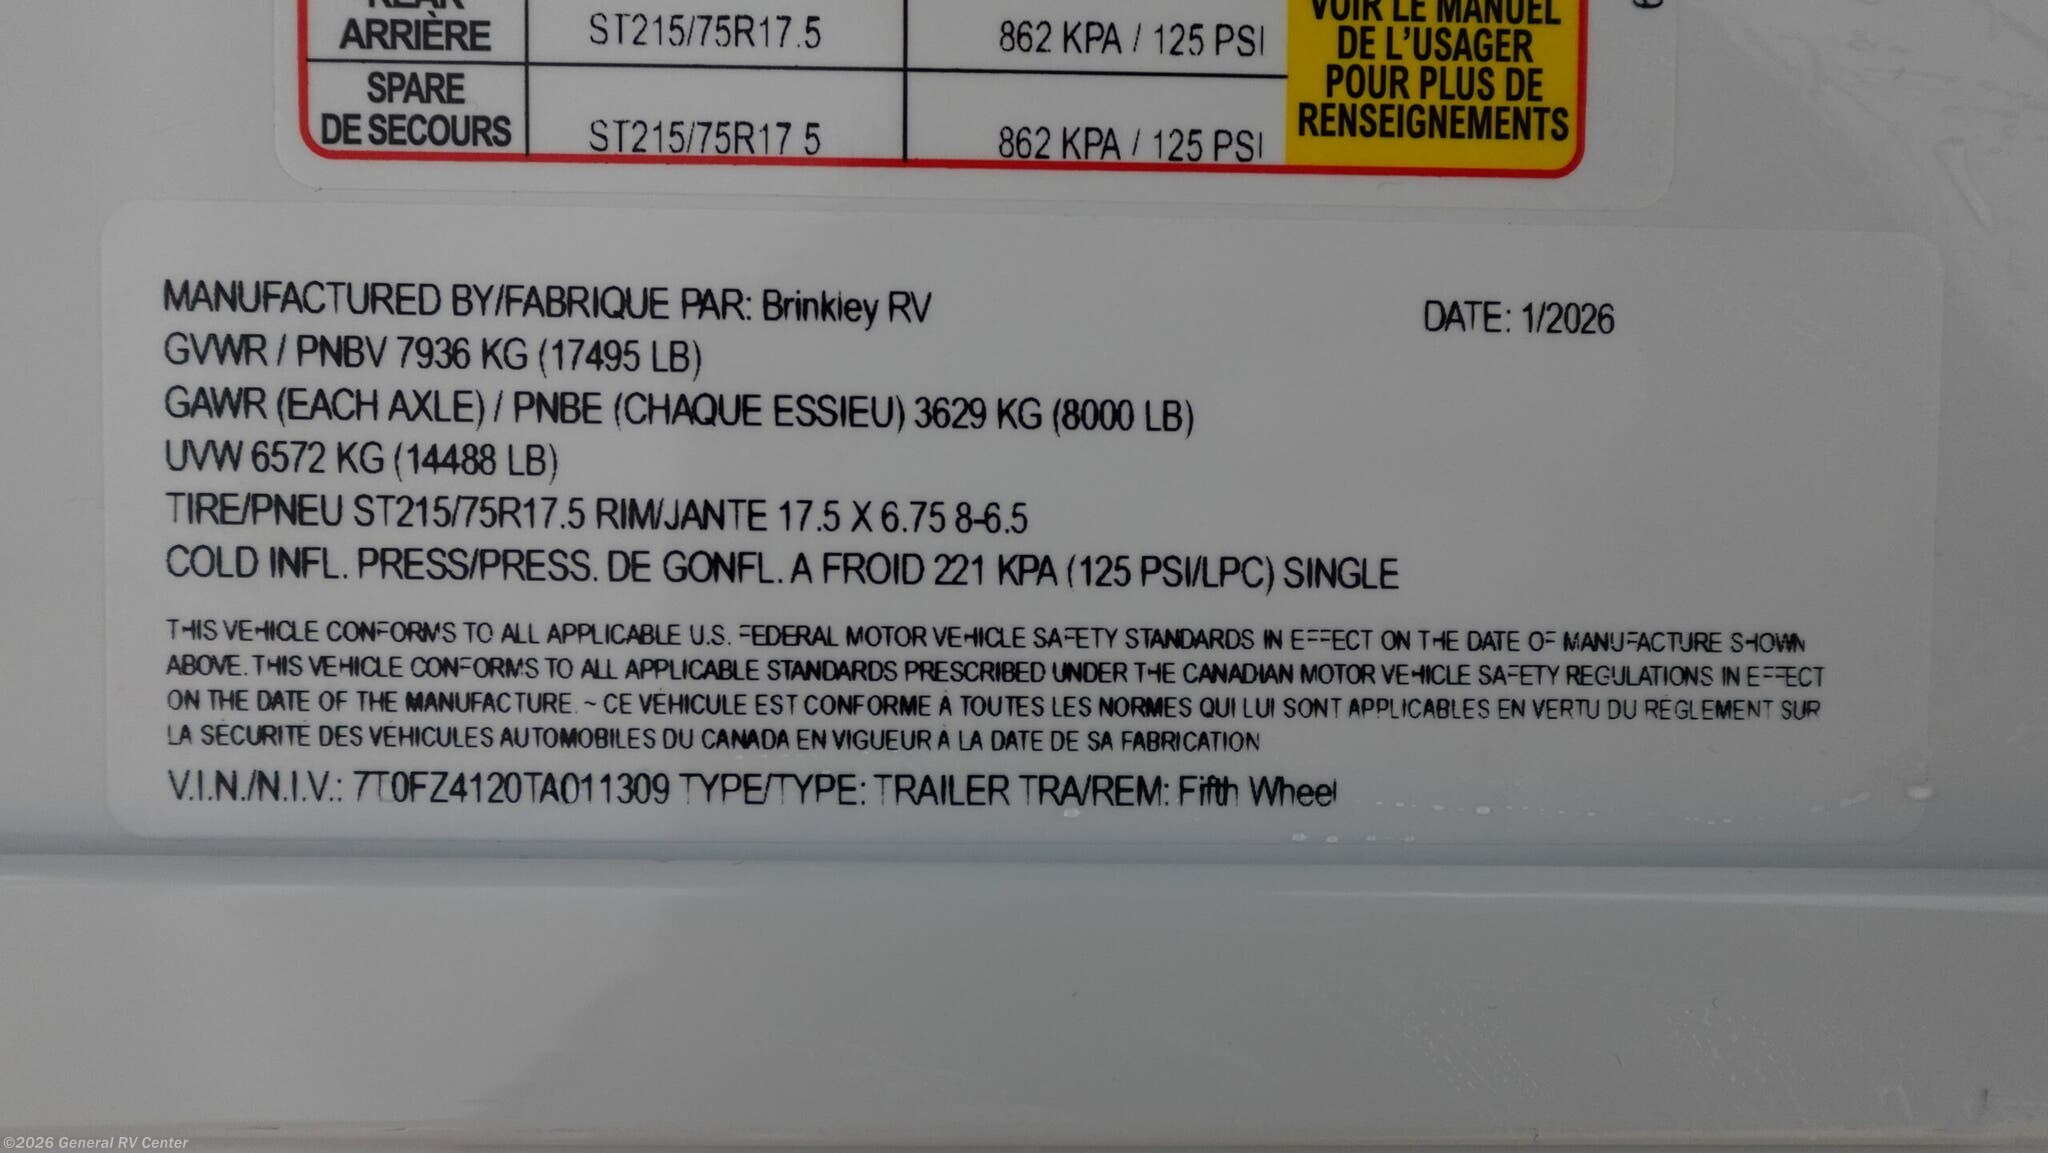 REAR
ARRIÈRE ST215/75R17.5 862 KPA / 125 PSI
SPARE
DE SECOURS ST215/75R17 5 862 KPA / 125 PSI
VOIR LE MANUEL
DE L'USAGER
POUR PLUS DE
RENSEIGNEMENTS
MANUFACTURED BY/FABRIQUE PAR: Brinkley RV DATE: 1/2026
GVWR / PNBV 7936 KG (17495 LB)
GAWR (EACH AXLE) / PNBE (CHAQUE ESSIEU) 3629 KG (8000 LB)
UVW 6572 KG (14488 LB)
TIRE/PNEU ST215/75R17.5 RIM/JANTE 17.5 X 6.75 8-6.5
COLD INFL. PRESS/PRESS. DE GONFL. A FROID 221 KPA (125 PSI/LPC) SINGLE
THIS VEHICLE CONFORMS TO ALL APPLICABLE U.S. FEDERAL MOTOR VEHICLE SAFETY STANDARDS IN EFFECT ON THE DATE OF MANUFACTURE SHOWN
ABOVE. THIS VEHICLE CONFORMS TO ALL APPLICABLE STANDARDS PRESCRIBED UNDER THE CANADIAN MOTOR VEHICLE SAFETY REGULATIONS IN EFFECT
ON THE DATE OF THE MANUFACTURE. ~ CE VÉHICULE EST CONFORME À TOUTES LES NORMES QUI LUI SONT APPLICABLES EN VERTU DU RÉGLEMENT SUR
LA SÉCURITÉ DES VÉHICULES AUTOMOBILES DU CANADA EN VIGUEUR À LA DATE DE SA FABRICATION
V.I.N./N.I.V.: 7T0FZ4120TA011309 TYPE/TYPE: TRAILER TRA/REM: Fifth Wheel
©2026 General RV Center